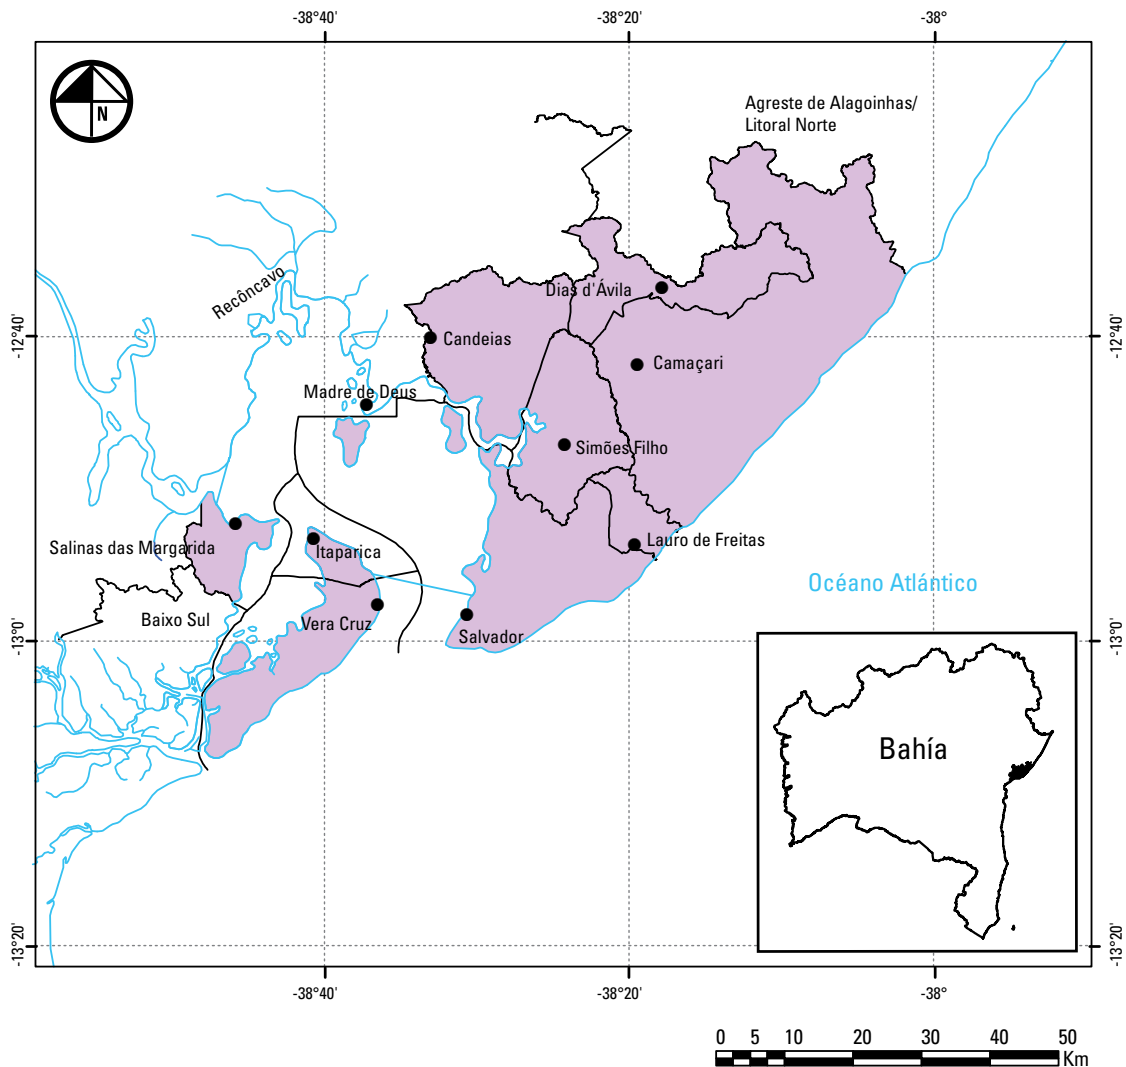 -38°40'
-38°20'
-38°
N
Agreste de Alagoinhas/
Litoral Norte
Recôncavo
Dias d'Ávila
-12°40'
-12°40'
Candeias
Camaçari
Madre de Deus
Simões Filho
Salinas das Margarida
Itaparica
Lauro de Freitas
Océano Atlántico
Baixo Sul
Vera Cruz
Salvador
-13°0'
-13°0'
Bahía
-13°20'
-13°20'
-38°40'
-38°20'
-38°
0 5 10 20 30 40 50
Km